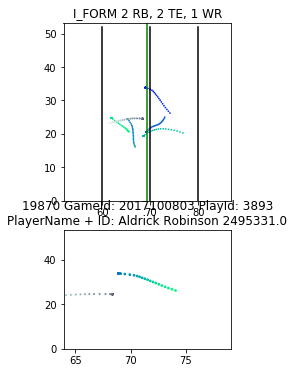 I_FORM 2 RB, 2 TE, 1 WR
50
40
30
20
10
0
60 70 80
19870 GameId: 2017100803 PlayId: 3893
PlayerName + ID: Aldrick Robinson 2495331.0
40
20
0
65 70 75